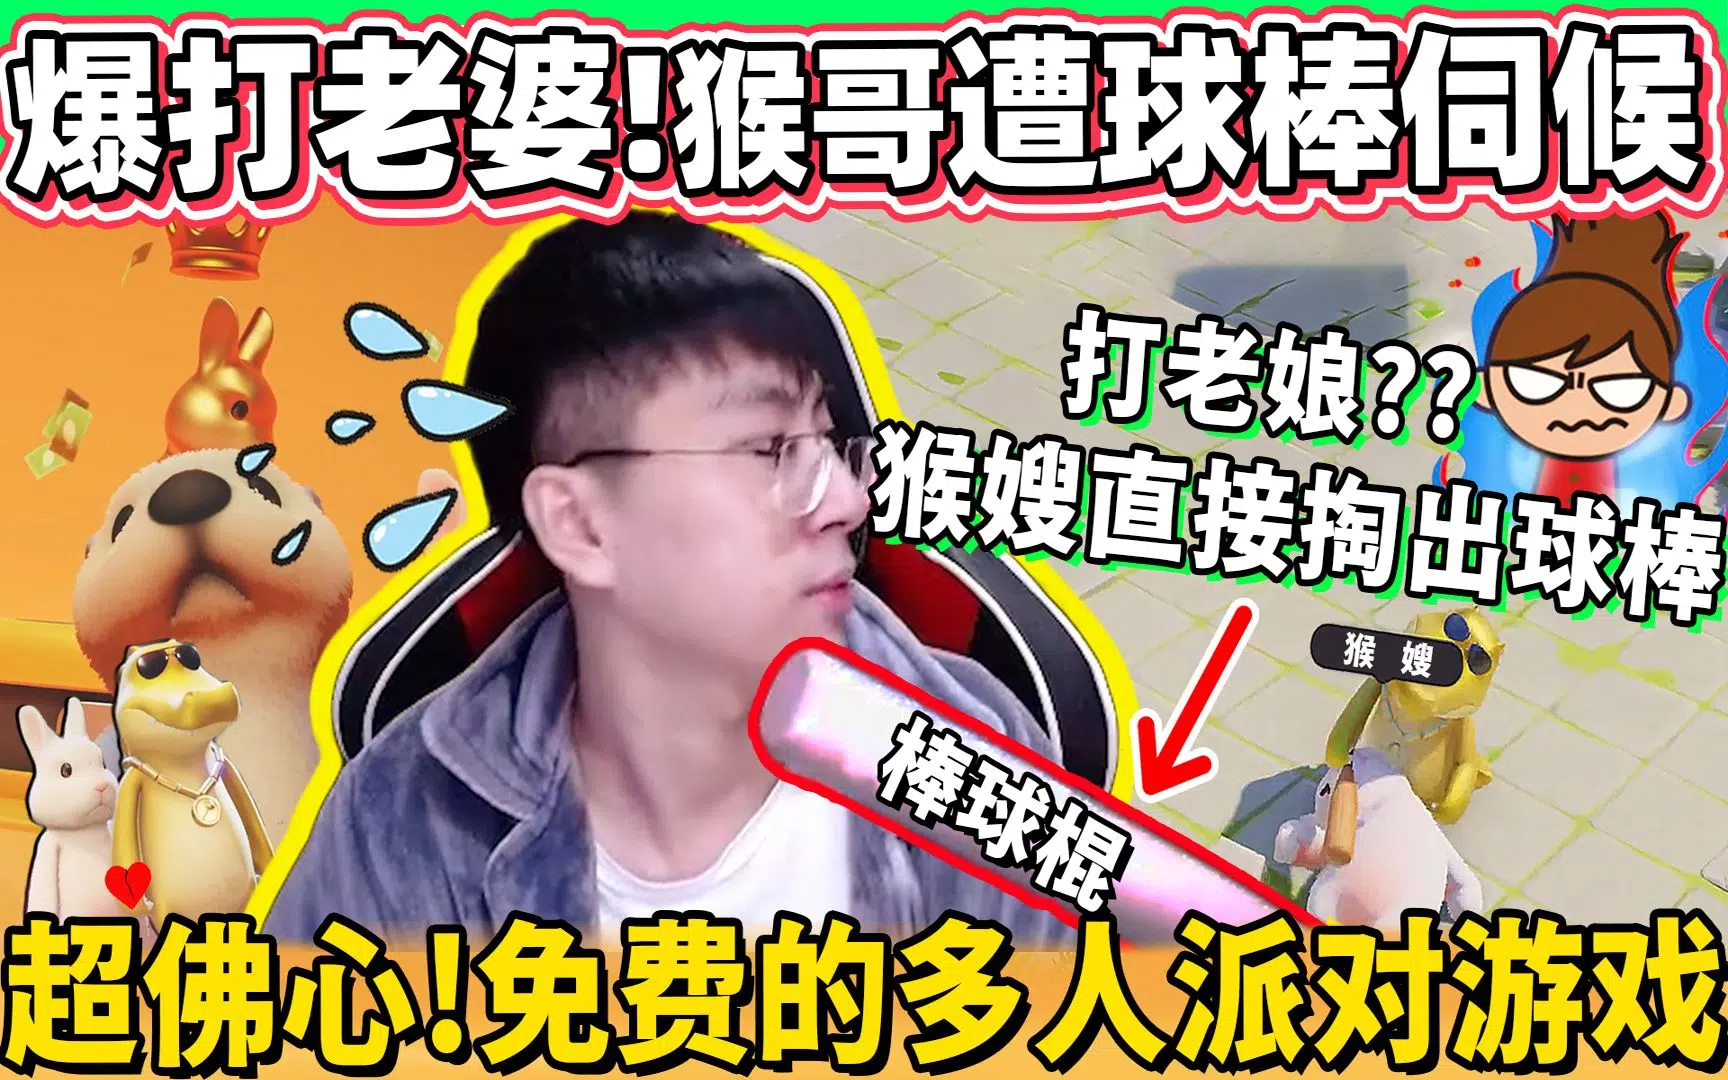 爆打老婆!猴哥遭球棒伺候
打老娘??
猴嫂直接掏出球棒
猴 嫂
棒球棍
超佛心!免费的多人派对游戏